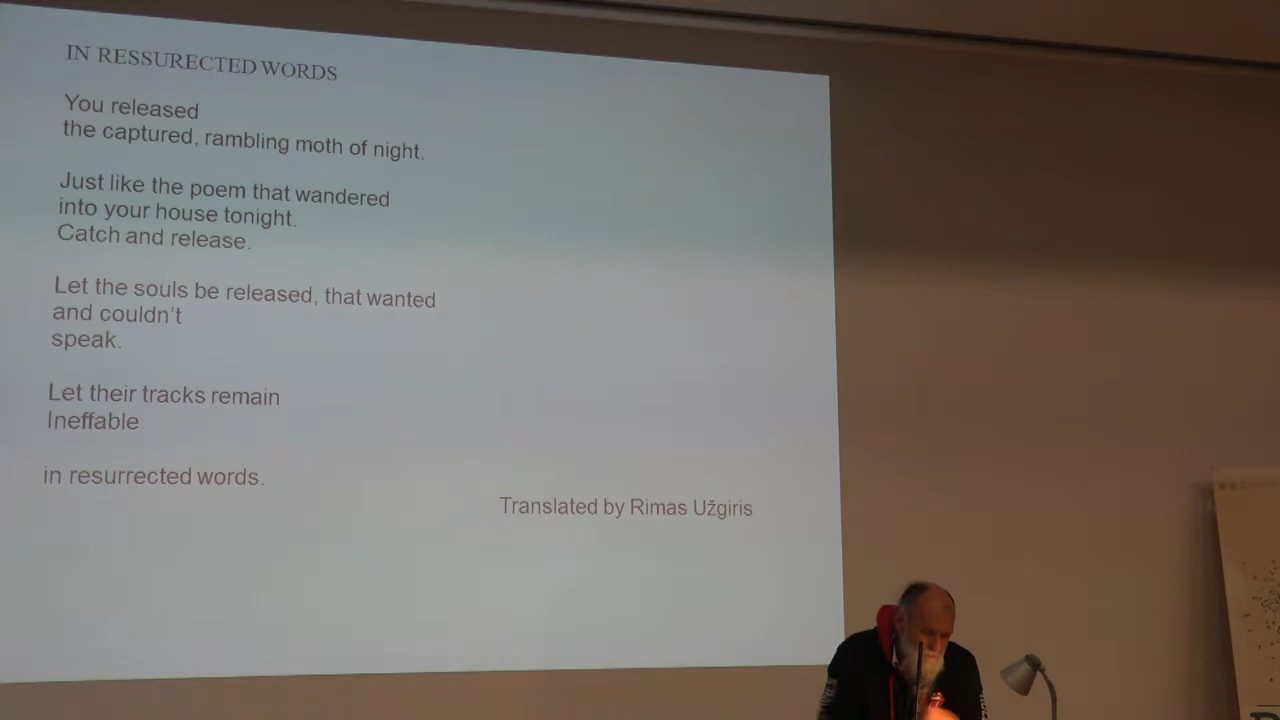 IN RESSURECTED WORDS
You released
the captured, rambling moth of night.
Just like the poem that wandered
into your house tonight.
Catch and release.
Let the souls be released, that wanted
and couldn't
speak.
Let their tracks remain
Ineffable
in resurrected words.
Translated by Rimas Užgiris